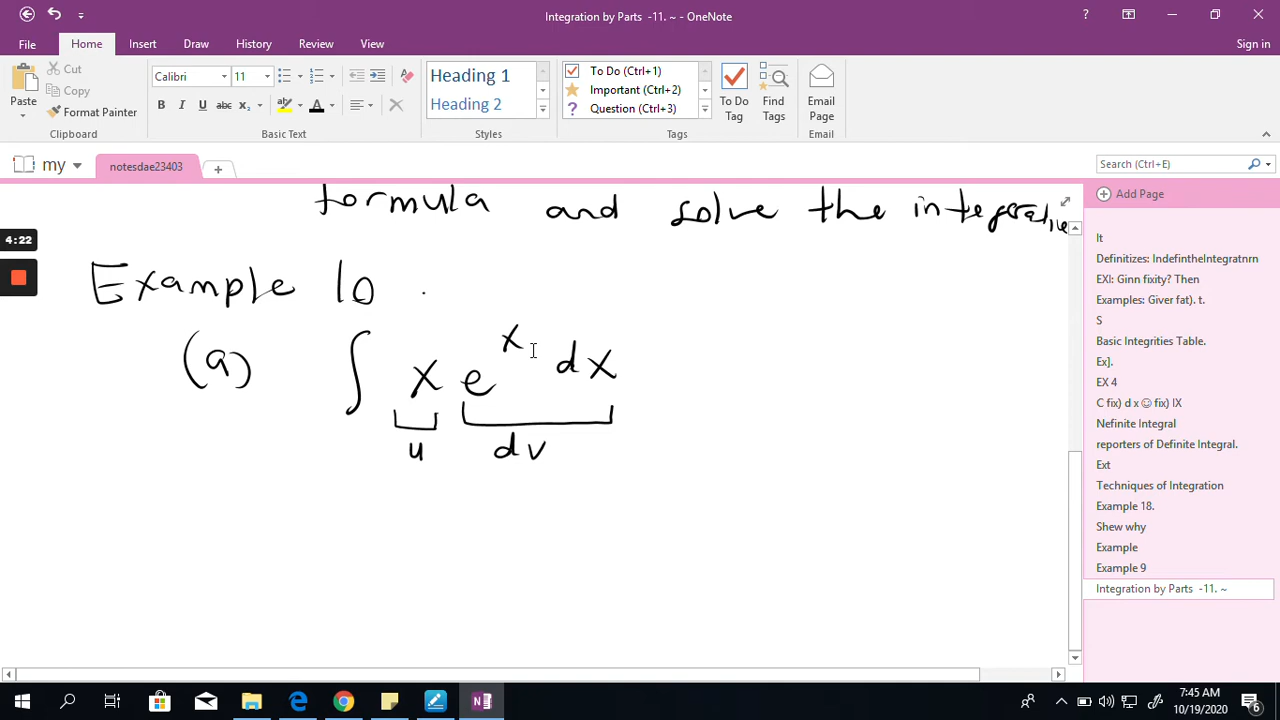 Integration by Parts -11. ~ - OneNote
?
File Home Insert Draw History Review View Sign in
Paste
Cut
Copy
Format Painter
Clipboard
Calibri 11
B I U abc X₂ A
Basic Text
Heading 1
Heading 2
Styles
To Do (Ctrl+1)
Important (Ctrl+2)
? Question (Ctrl+3)
To Do Tag
Find Tags
Tags
Email Page
Email
my notesdae23403 +
Search (Ctrl+E)
Add Page
It
Definitizes: IndefintheIntegratnrn
EXI: Ginn fixity? Then
Examples: Giver fat). t.
S
Basic Integrities Table.
Ex].
EX 4
C fix) d x ☺ fix) IX
Nefinite Integral
reporters of Definite Integral.
Ext
Techniques of Integration
Example 18.
Shew why
Example
Example 9
Integration by Parts -11. ~
4:22
formula and solve the
Example 10 .
(a) ∫ x eˣ dx
u dv
7:45 AM
10/19/2020
6